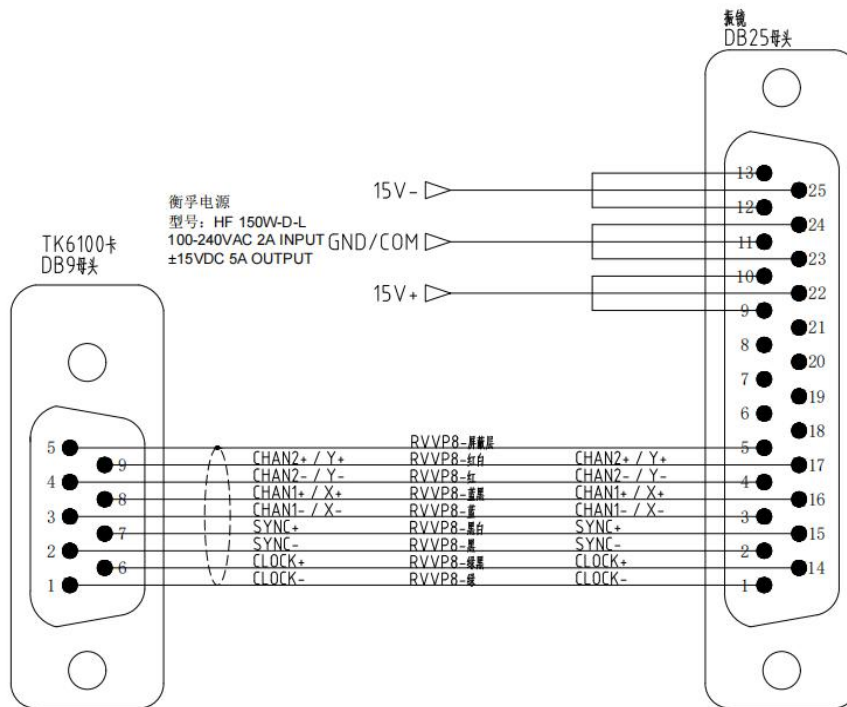 振镜
DB25母头
13
15V-
25
12
衡孚电源
型号：HF 150W-D-L
100-240VAC 2A INPUT
±15VDC 5A OUTPUT
24
GND/COM
11
TK6100卡
DB9母头
23
10
15V+
22
9
21
8
20
7
19
6
18
5
RVVP8-屏蔽层
5
9
CHAN2+ / Y+
RVVP8-红白
CHAN2+ / Y+
17
4
CHAN2- / Y-
RVVP8-红
CHAN2- / Y-
4
8
CHAN1+ / X+
RVVP8-蓝黑
CHAN1+ / X+
16
3
CHAN1- / X-
RVVP8-蓝
CHAN1- / X-
3
7
SYNC+
RVVP8-黑白
SYNC+
15
2
SYNC-
RVVP8-黑
SYNC-
2
6
CLOCK+
RVVP8-绿黑
CLOCK+
14
1
CLOCK-
RVVP8-绿
CLOCK-
1